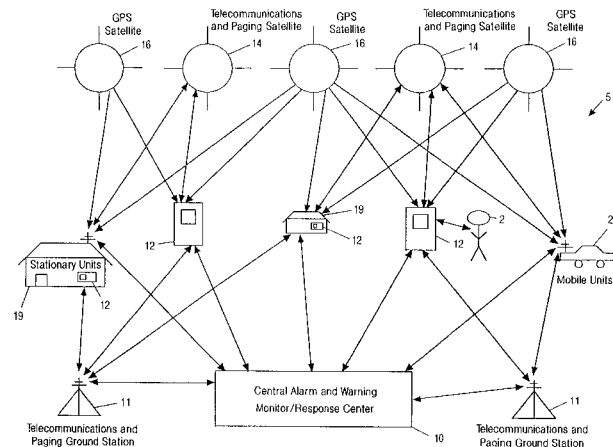 GPS
Satellite
16
Telecommunications
and Paging Satellite
14
GPS
Satellite
16
Telecommunications
and Paging Satellite
14
GPS
Satellite
16
5
12
19
12
2
12
2
Stationary Units
19
12
Mobile Units
11
Telecommunications and
Paging Ground Station
Central Alarm and Warning
Monitor/Response Center
10
11
Telecommunications and
Paging Ground Station